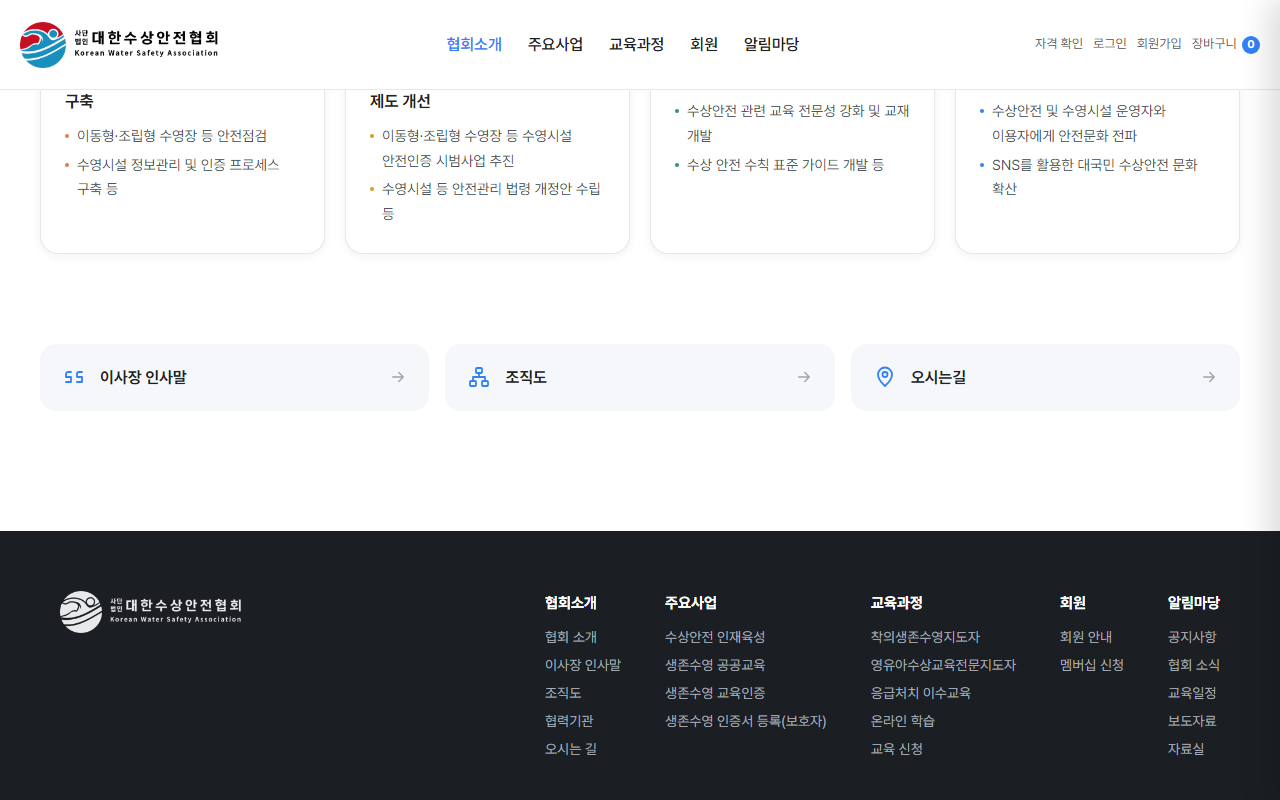 사단
법인 대한수상안전협회
Korean Water Safety Association
협회소개 주요사업 교육과정 회원 알림마당
자격 확인 로그인 회원가입 장바구니 0
구축
이동형·조립형 수영장 등 안전점검
수영시설 정보관리 및 인증 프로세스
구축 등
제도 개선
이동형·조립형 수영장 등 수영시설
안전인증 시범사업 추진
수영시설 등 안전관리 법령 개정안 수립
등
수상안전 관련 교육 전문성 강화 및 교재
개발
수상 안전 수칙 표준 가이드 개발 등
수상안전 및 수영시설 운영자와
이용자에게 안전문화 전파
SNS를 활용한 대국민 수상안전 문화
확산
이사장 인사말
조직도
오시는길
사단
법인 대한수상안전협회
Korean Water Safety Association
협회소개
협회 소개
이사장 인사말
조직도
협력기관
오시는 길
주요사업
수상안전 인재육성
생존수영 공공교육
생존수영 교육인증
생존수영 인증서 등록(보호자)
교육과정
착의생존수영지도자
영유아수상교육전문지도자
응급처치 이수교육
온라인 학습
교육 신청
회원
회원 안내
멤버십 신청
알림마당
공지사항
협회 소식
교육일정
보도자료
자료실